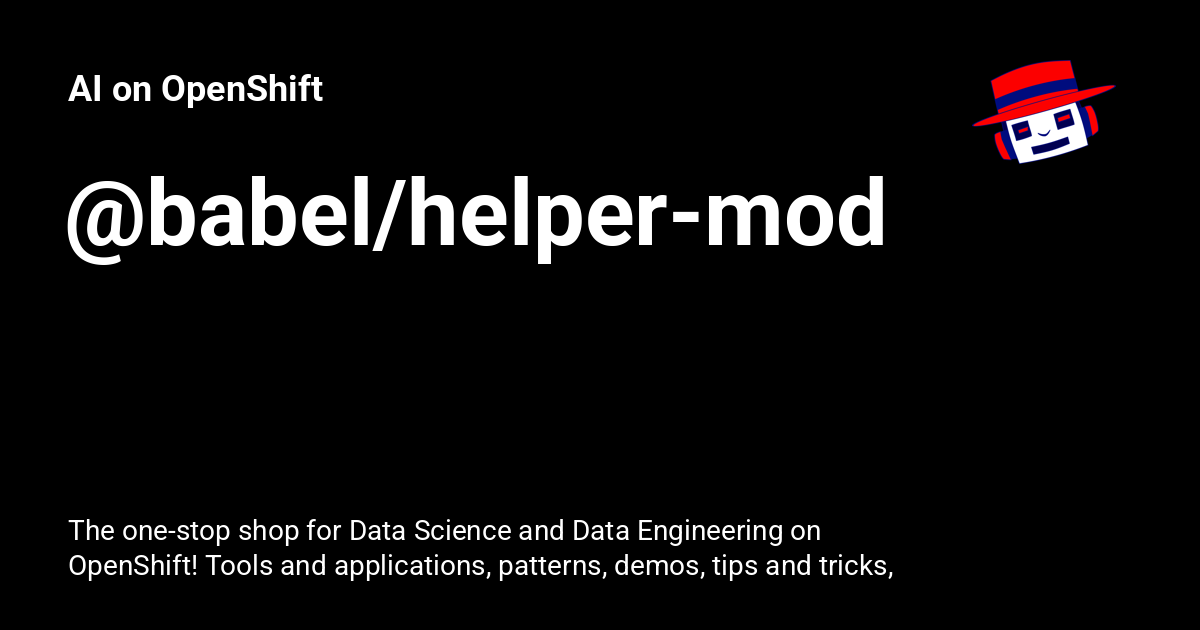 AI on OpenShift
@babel/helper-mod
The one-stop shop for Data Science and Data Engineering on
OpenShift! Tools and applications, patterns, demos, tips and tricks,